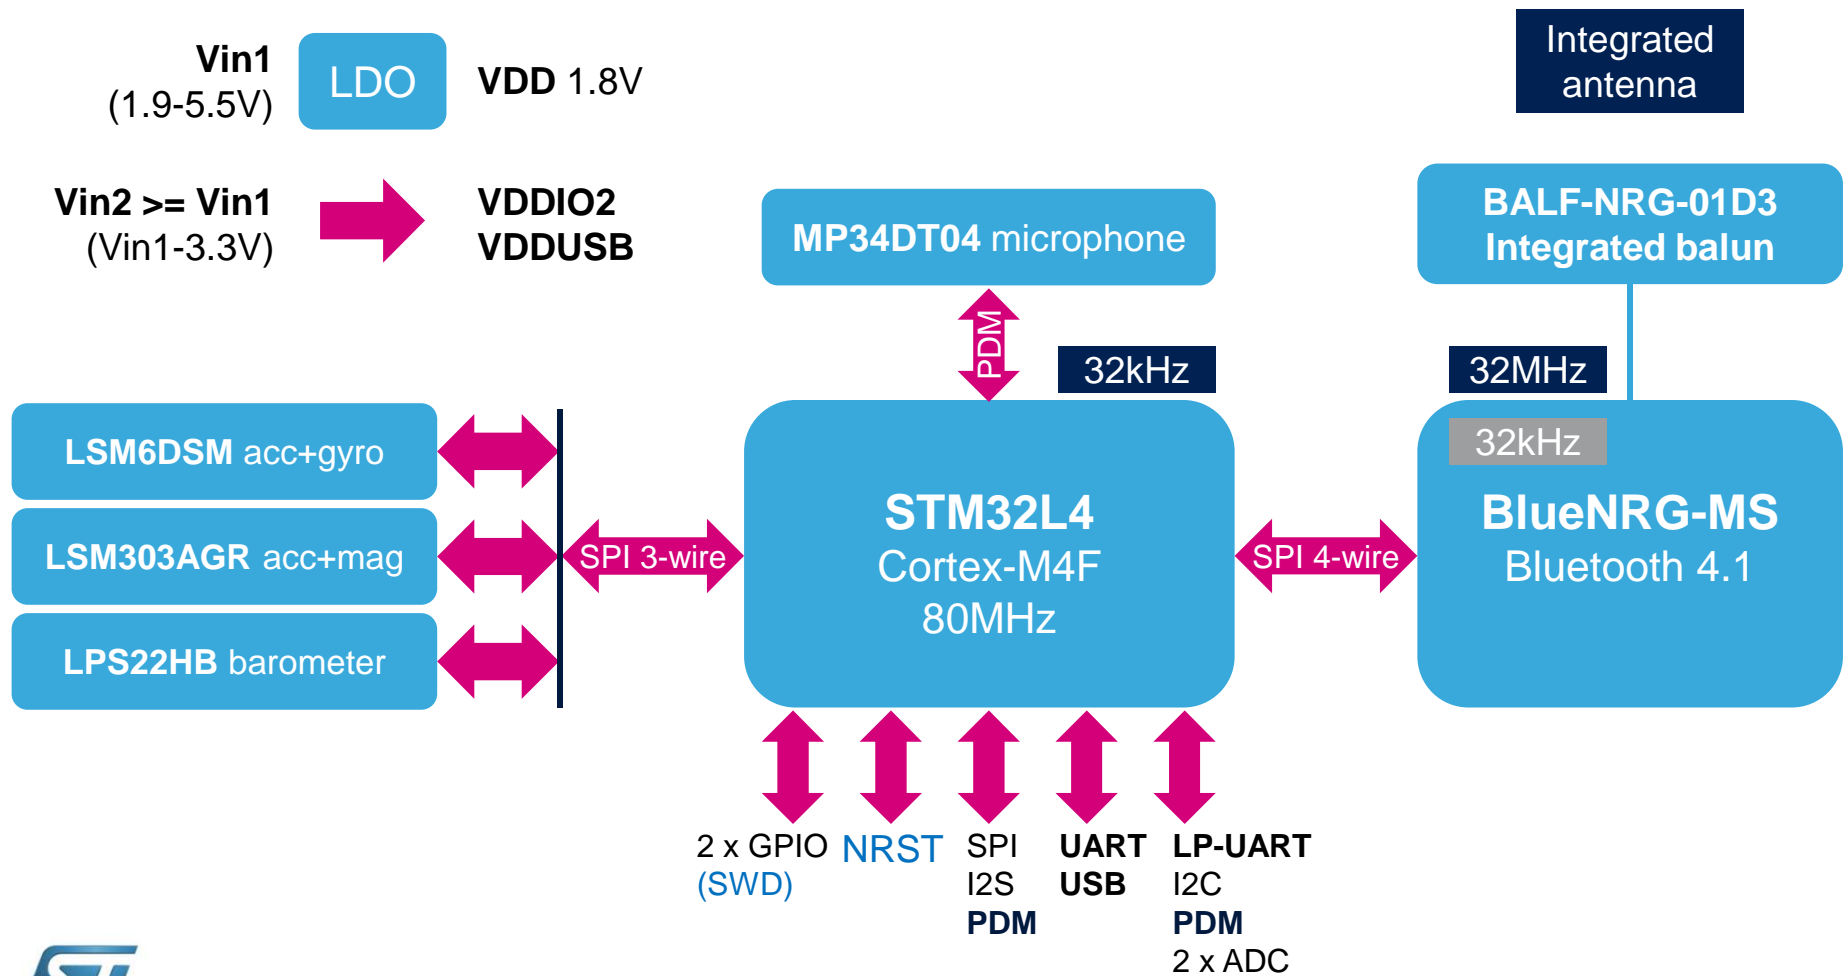 Vin1
(1.9-5.5V)
LDO
VDD 1.8V
Integrated
antenna
Vin2 >= Vin1
(Vin1-3.3V)
VDDIO2
VDDUSB
MP34DT04 microphone
BALF-NRG-01D3
Integrated balun
PDM
32kHz
32MHz
32kHz
LSM6DSM acc+gyro
LSM303AGR acc+mag
LPS22HB barometer
SPI 3-wire
STM32L4
Cortex-M4F
80MHz
SPI 4-wire
BlueNRG-MS
Bluetooth 4.1
2 x GPIO
(SWD)
NRST
SPI
I2S
PDM
UART
USB
LP-UART
I2C
PDM
2 x ADC